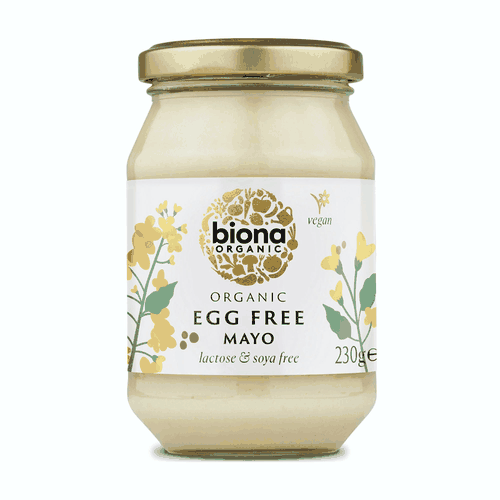 vegan
biona
ORGANIC
ORGANIC
EGG FREE
MAYO
lactose & soya free
230g℮